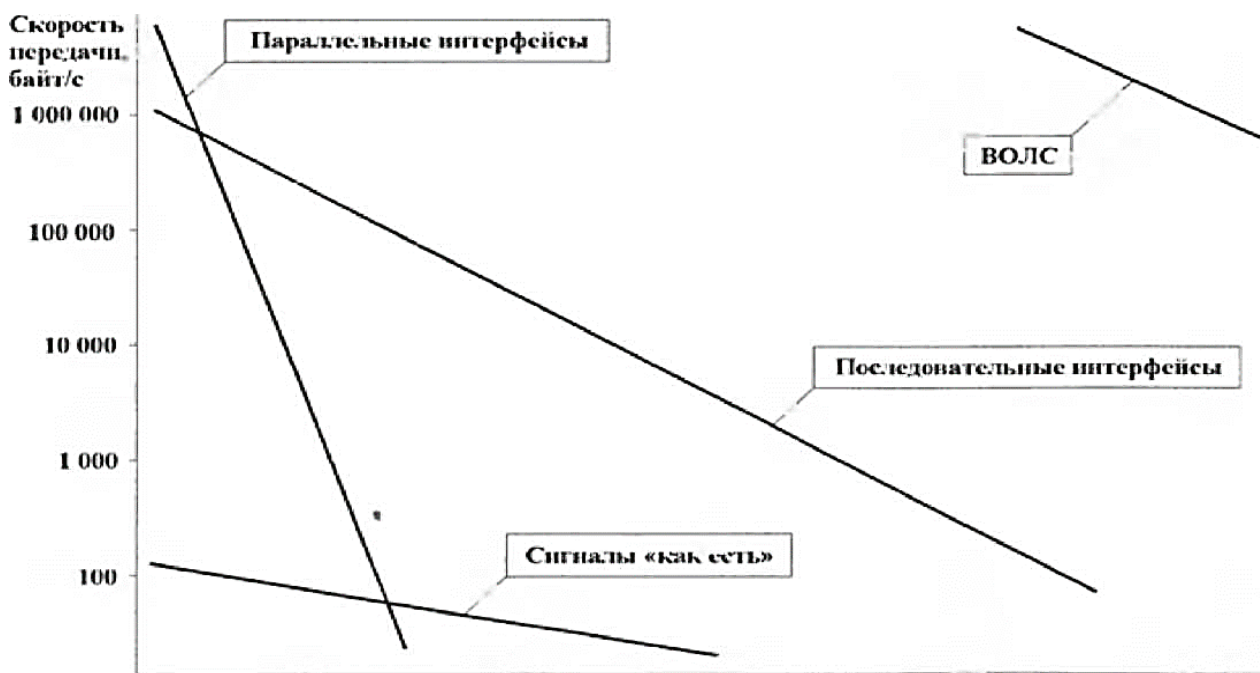 Скорость
передачи,
байт/с
Параллельные интерфейсы
1 000 000
ВОЛС
100 000
10 000
Последовательные интерфейсы
1 000
Сигналы «как есть»
100